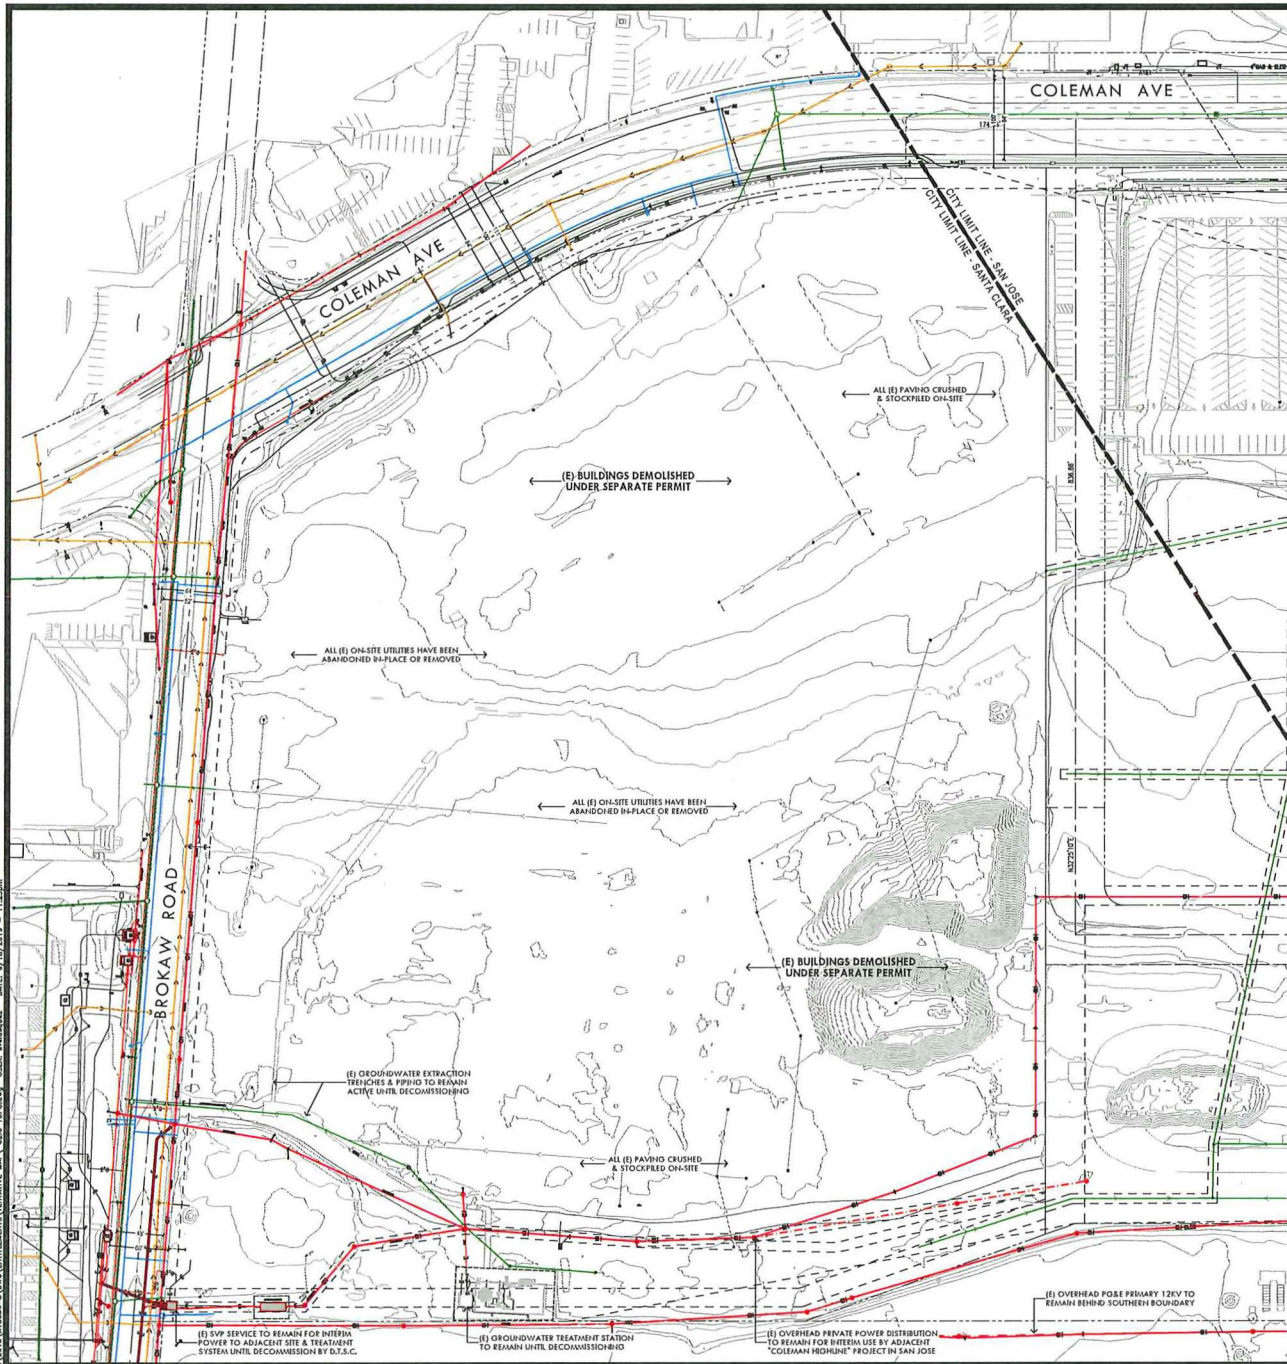 COLEMAN AVE
174
CITY LIMIT LINE - SAN JOSE
CITY LIMIT LINE - SANTA CLARA
COLEMAN AVE
ALL (E) PAVING CRUSHED
& STOCKPILED ON-SITE
(E) BUILDINGS DEMOLISHED
UNDER SEPARATE PERMIT
836.88'
ALL (E) ON-SITE UTILITIES HAVE BEEN
ABANDONED IN-PLACE OR REMOVED
ALL (E) ON-SITE UTILITIES HAVE BEEN
ABANDONED IN-PLACE OR REMOVED
BROKAW ROAD
(E) BUILDINGS DEMOLISHED
UNDER SEPARATE PERMIT
(E) GROUNDWATER EXTRACTION
TRENCHES & PIPING TO REMAIN
ACTIVE UNTIL DECOMISSIONING
ALL (E) PAVING CRUSHED
& STOCKPILED ON-SITE
(E) OVERHEAD PG&E PRIMARY 12KV TO
REMAIN BEHIND SOUTHERN BOUNDARY
(E) SVP SERVICE TO REMAIN FOR INTERIM
POWER TO ADJACENT SITE & TREATMENT
SYSTEM UNTIL DECOMMISSION BY D.T.S.C.
(E) GROUNDWATER TREATMENT STATION
TO REMAIN UNTIL DECOMMISSIONING
(E) OVERHEAD PRIVATE POWER DISTRIBUTION
TO REMAIN FOR INTERIM USE BY ADJACENT
"COLEMAN HIGHLINE" PROJECT IN SAN JOSE